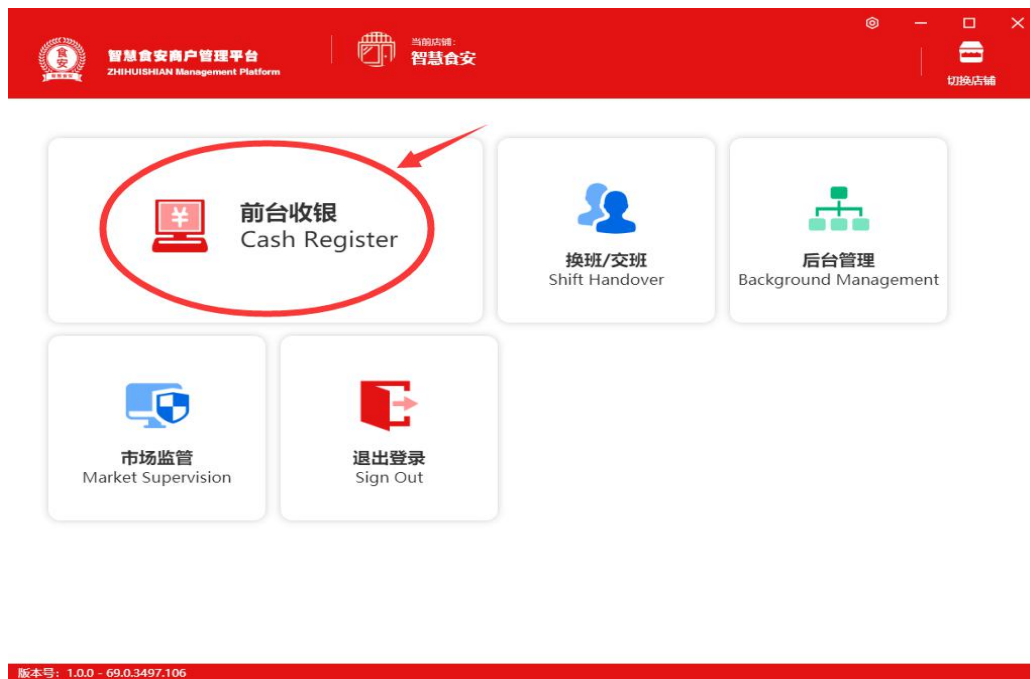 食安
智慧食安商户管理平台
ZHIHUISHIAN Management Platform
当前店铺:
智慧食安
切换店铺
¥
前台收银
Cash Register
换班/交班
Shift Handover
后台管理
Background Management
市场监管
Market Supervision
退出登录
Sign Out
版本号: 1.0.0 - 69.0.3497.106